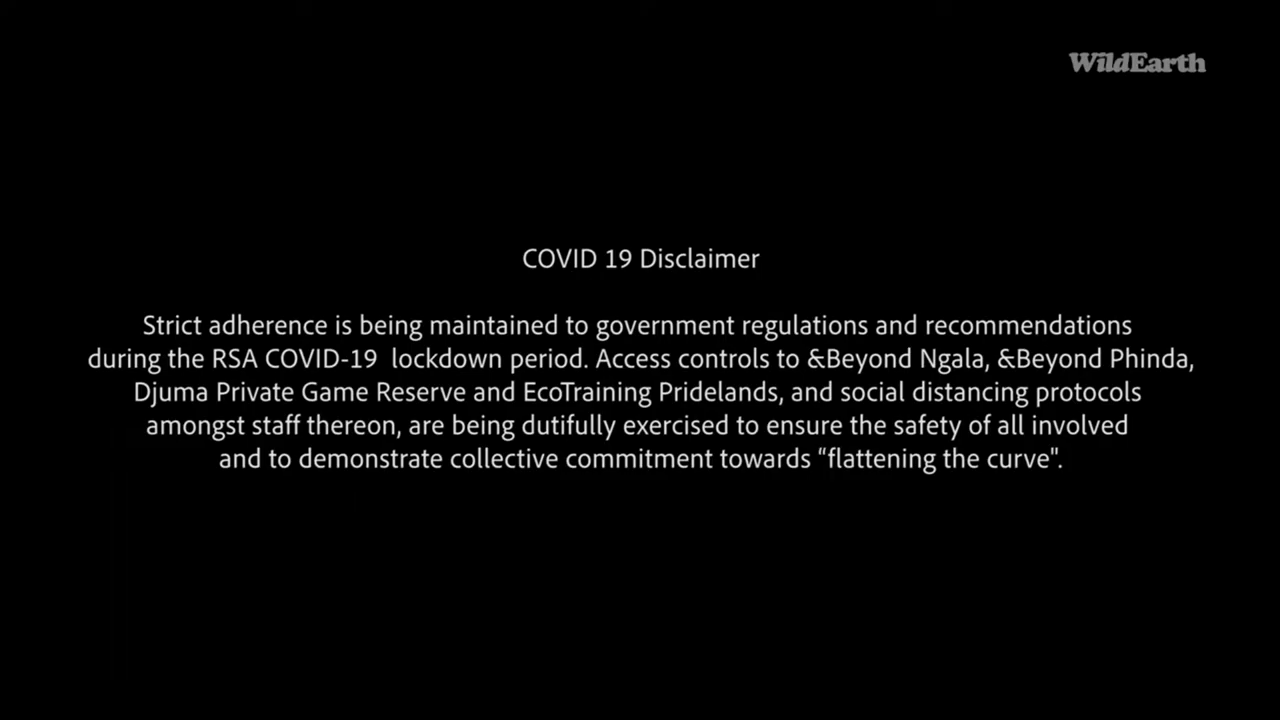 WildEarth
COVID 19 Disclaimer
Strict adherence is being maintained to government regulations and recommendations
during the RSA COVID-19  lockdown period. Access controls to &Beyond Ngala, &Beyond Phinda,
Djuma Private Game Reserve and EcoTraining Pridelands, and social distancing protocols
amongst staff thereon, are being dutifully exercised to ensure the safety of all involved
and to demonstrate collective commitment towards “flattening the curve".